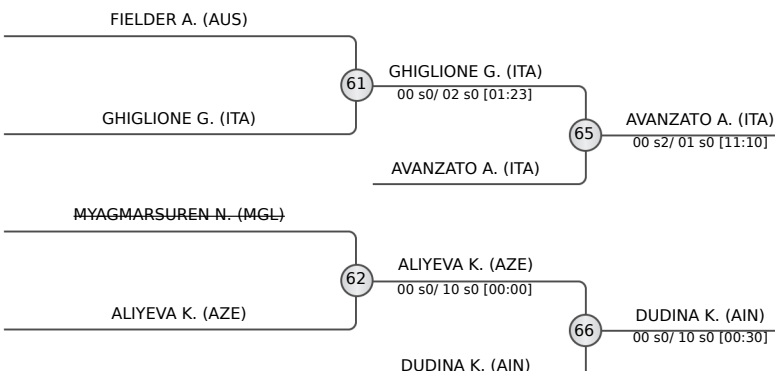 FIELDER A. (AUS)
61
GHIGLIONE G. (ITA)
00 s0/ 02 s0 [01:23]
GHIGLIONE G. (ITA)
65
AVANZATO A. (ITA)
00 s2/ 01 s0 [11:10]
AVANZATO A. (ITA)
MYAGMARSUREN N. (MGL)
62
ALIYEVA K. (AZE)
00 s0/ 10 s0 [00:00]
ALIYEVA K. (AZE)
66
DUDINA K. (AIN)
00 s0/ 10 s0 [00:30]
DUDINA K. (AIN)